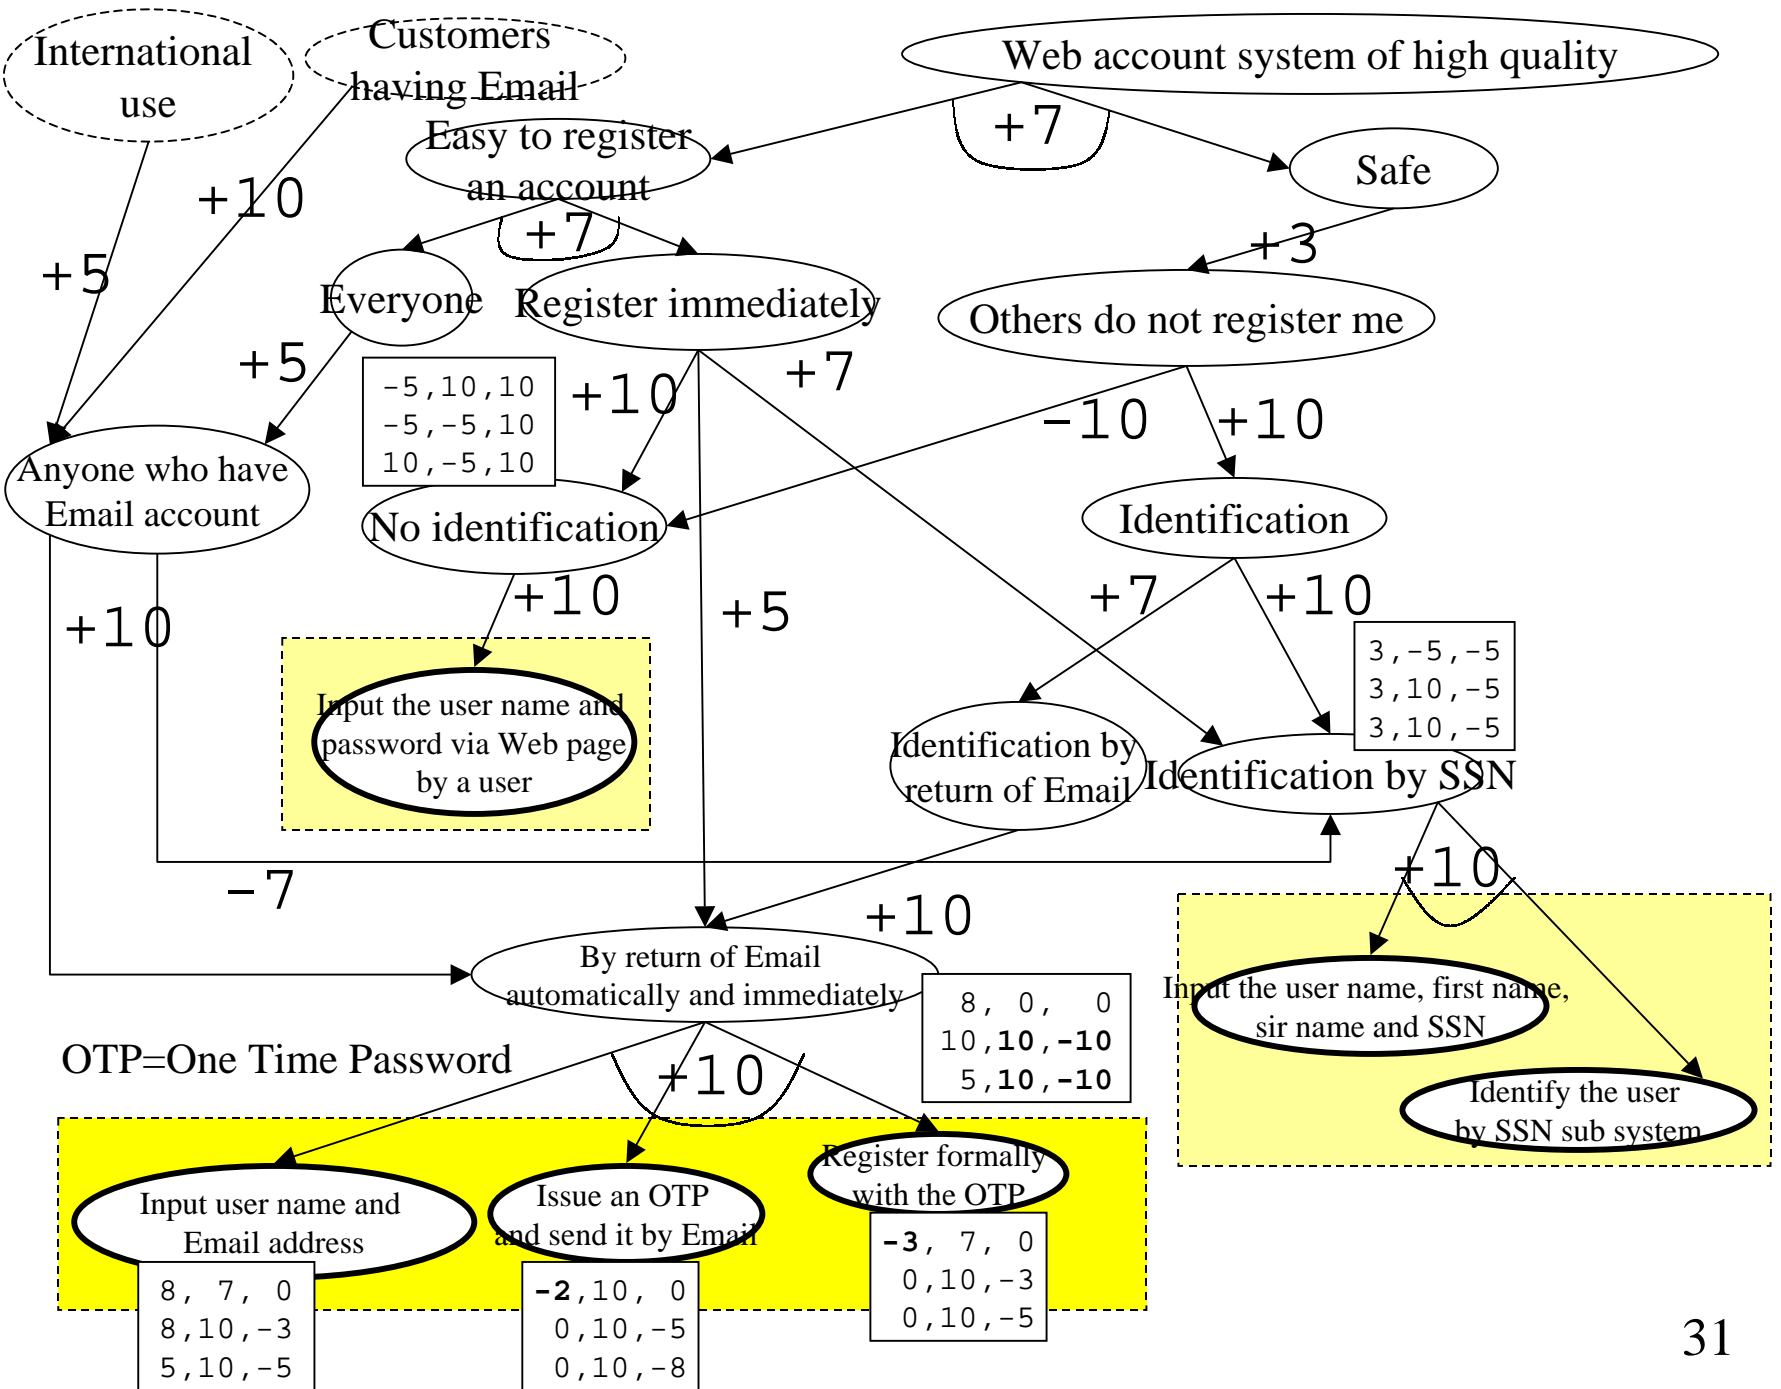 International
use
Customers
having Email
Web account system of high quality
+7
Easy to register
an account
Safe
+10
+7
+3
+5
Everyone
Register immediately
Others do not register me
+5
-5,10,10
-5,-5,10
10,-5,10
+10
+7
-10
+10
Anyone who have
Email account
No identification
Identification
+10
+10
+5
+7
+10
3,-5,-5
3,10,-5
3,10,-5
Input the user name and
password via Web page
by a user
Identification by
return of Email
Identification by SSN
-7
+10
+10
By return of Email
automatically and immediately
8, 0, 0
10,10,-10
5,10,-10
Input the user name, first name,
sir name and SSN
OTP=One Time Password
+10
Identify the user
by SSN sub system
Input user name and
Email address
Issue an OTP
and send it by Email
Register formally
with the OTP
8, 7, 0
8,10,-3
5,10,-5
-2,10, 0
0,10,-5
0,10,-8
-3, 7, 0
0,10,-3
0,10,-5
31